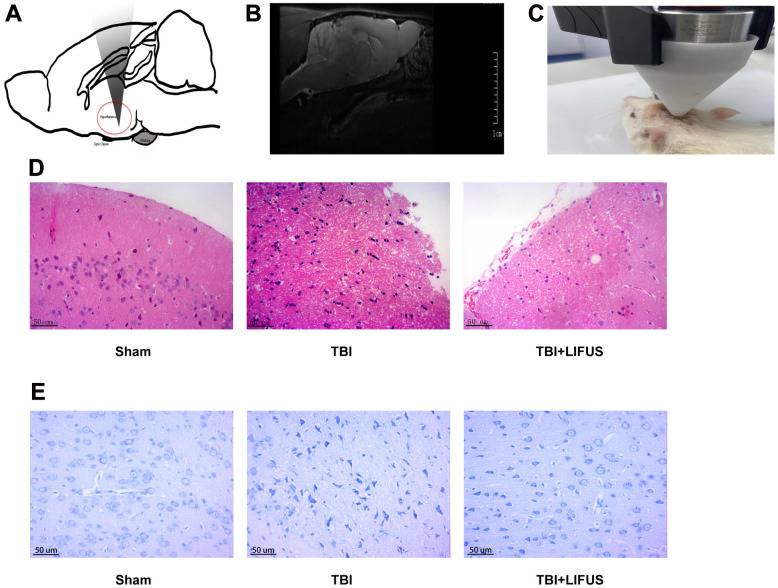 A
B
C
Hypothalamus
Optic Chiasm
1cm
D
50 um
50 um
50 um
Sham
TBI
TBI+LIFUS
E
50 um
50 um
50 um
Sham
TBI
TBI+LIFUS